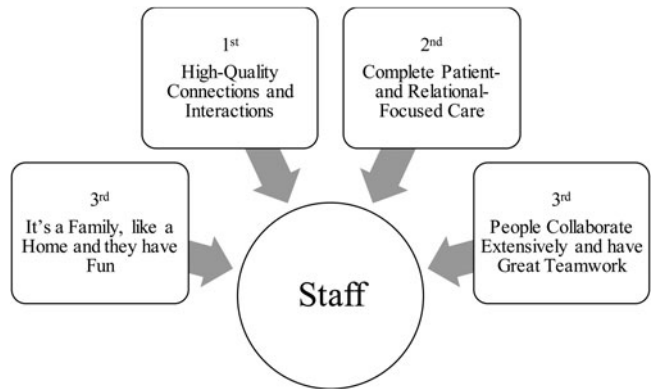 1st
High-Quality
Connections and
Interactions
2nd
Complete Patient-
and Relational-
Focused Care
3rd
It's a Family, like a
Home and they have
Fun
3rd
People Collaborate
Extensively and have
Great Teamwork
Staff